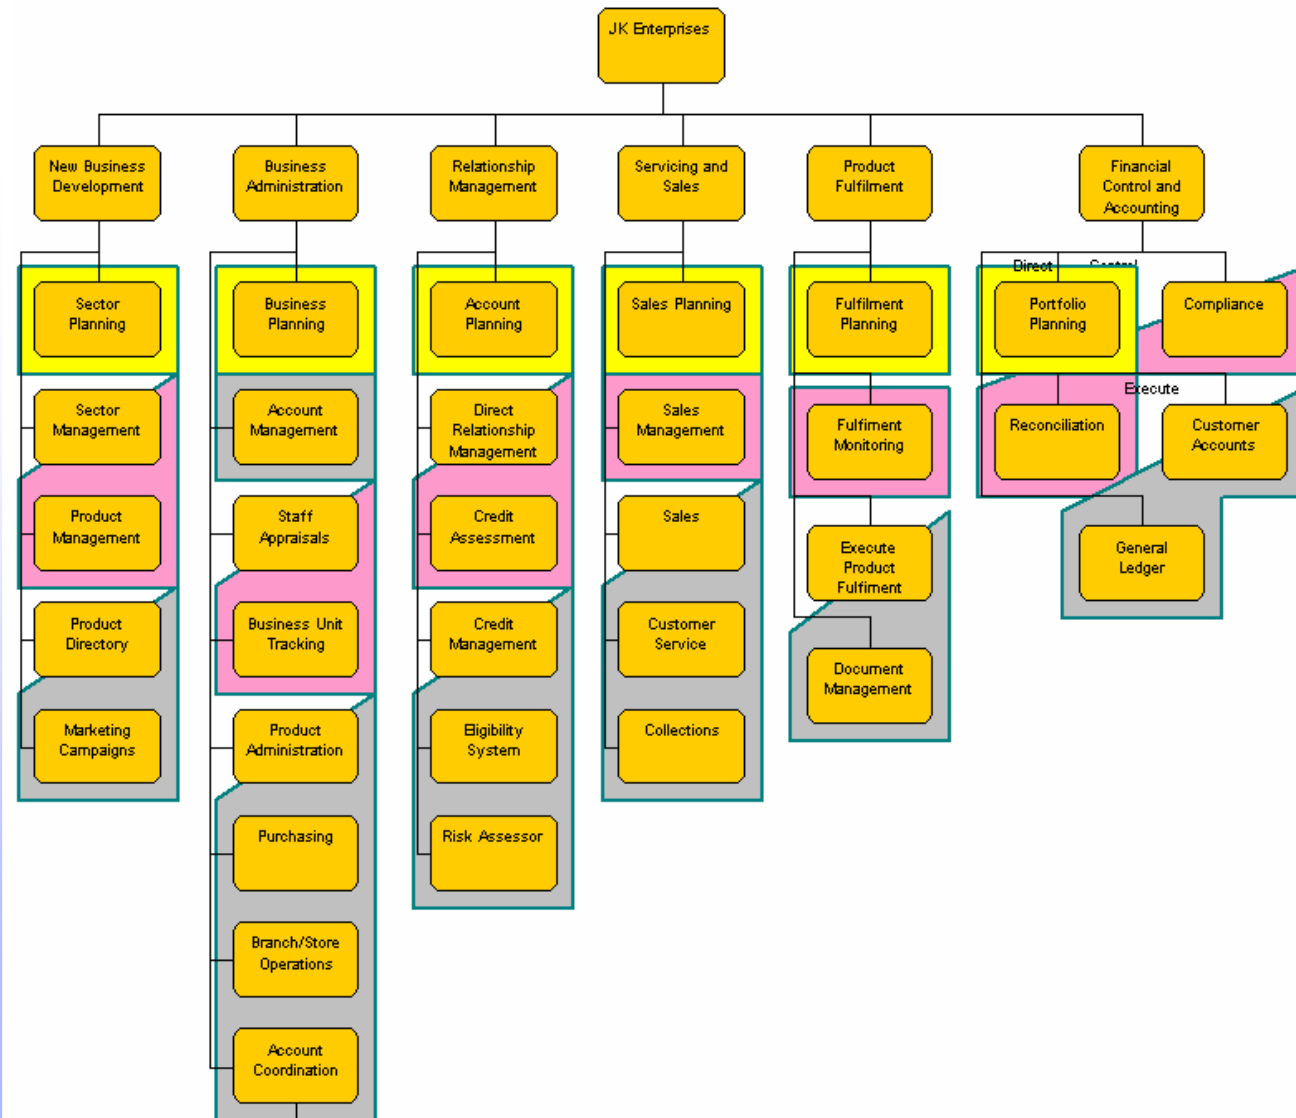 JK Enterprises
New Business
Development
Business
Administration
Relationship
Management
Servicing and
Sales
Product
Fulfilment
Financial
Control and
Accounting
Direct
Control
Sector
Planning
Business
Planning
Account
Planning
Sales Planning
Fulfilment
Planning
Portfolio
Planning
Compliance
Execute
Sector
Management
Account
Management
Direct
Relationship
Management
Sales
Management
Fulfilment
Monitoring
Reconciliation
Customer
Accounts
Product
Management
Staff
Appraisals
Credit
Assessment
Sales
Execute
Product
Fulfilment
General
Ledger
Product
Directory
Business Unit
Tracking
Credit
Management
Customer
Service
Document
Management
Marketing
Campaigns
Product
Administration
Eligibility
System
Collections
Purchasing
Risk Assessor
Branch/Store
Operations
Account
Coordination